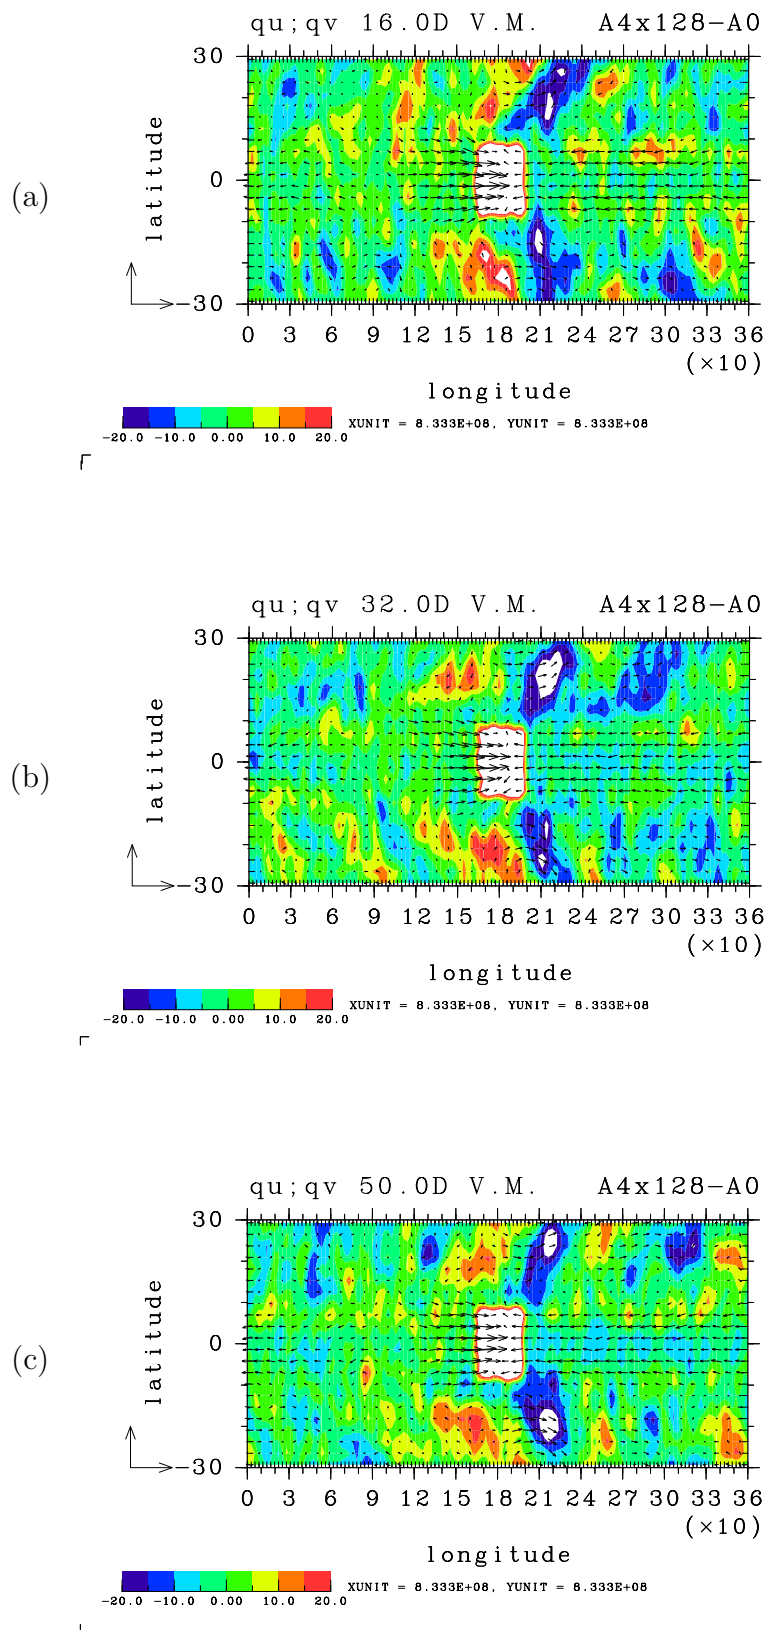 qu;qv 16.0D V.M. A4x128-A0
(a)
latitude
30
0
-30
0 3 6 9 12 15 18 21 24 27 30 33 36
(×10)
longitude
-20.0 -10.0 0.00 10.0 20.0
XUNIT = 8.333E+08, YUNIT = 8.333E+08
qu;qv 32.0D V.M. A4x128-A0
(b)
latitude
30
0
-30
0 3 6 9 12 15 18 21 24 27 30 33 36
(×10)
longitude
-20.0 -10.0 0.00 10.0 20.0
XUNIT = 8.333E+08, YUNIT = 8.333E+08
qu;qv 50.0D V.M. A4x128-A0
(c)
latitude
30
0
-30
0 3 6 9 12 15 18 21 24 27 30 33 36
(×10)
longitude
-20.0 -10.0 0.00 10.0 20.0
XUNIT = 8.333E+08, YUNIT = 8.333E+08